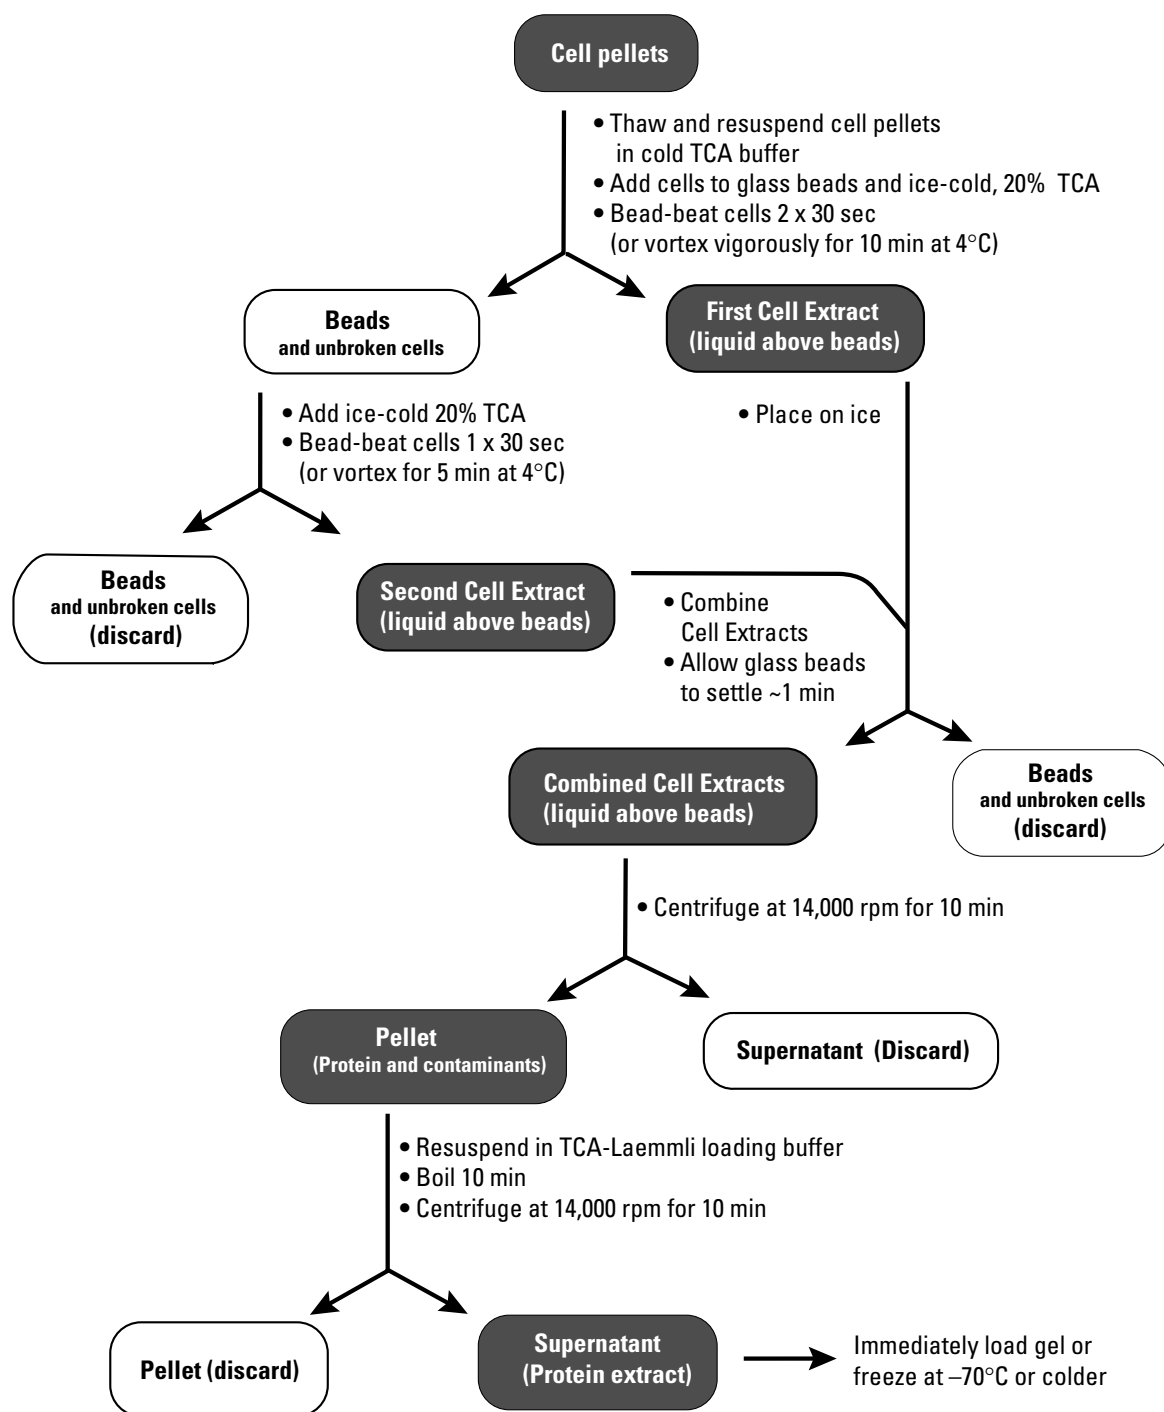 Cell pellets
• Thaw and resuspend cell pellets
in cold TCA buffer
• Add cells to glass beads and ice-cold, 20% TCA
• Bead-beat cells 2 x 30 sec
(or vortex vigorously for 10 min at 4°C)
Beads
and unbroken cells
First Cell Extract
(liquid above beads)
• Add ice-cold 20% TCA
• Bead-beat cells 1 x 30 sec
(or vortex for 5 min at 4°C)
• Place on ice
Beads
and unbroken cells
(discard)
Second Cell Extract
(liquid above beads)
• Combine
Cell Extracts
• Allow glass beads
to settle ~1 min
Combined Cell Extracts
(liquid above beads)
Beads
and unbroken cells
(discard)
• Centrifuge at 14,000 rpm for 10 min
Pellet
(Protein and contaminants)
Supernatant (Discard)
• Resuspend in TCA-Laemmli loading buffer
• Boil 10 min
• Centrifuge at 14,000 rpm for 10 min
Pellet (discard)
Supernatant
(Protein extract)
Immediately load gel or
freeze at –70°C or colder